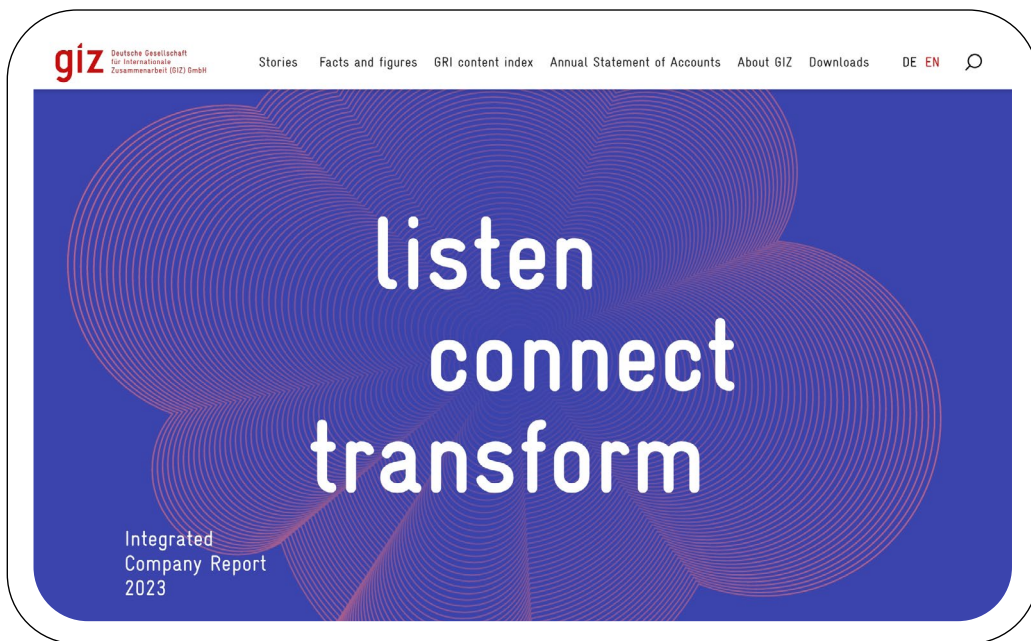 giz
Deutsche Gesellschaft
für Internationale
Zusammenarbeit (GIZ) GmbH
Stories Facts and figures GRI content index Annual Statement of Accounts About GIZ Downloads DE EN
listen
connect
transform
Integrated
Company Report
2023